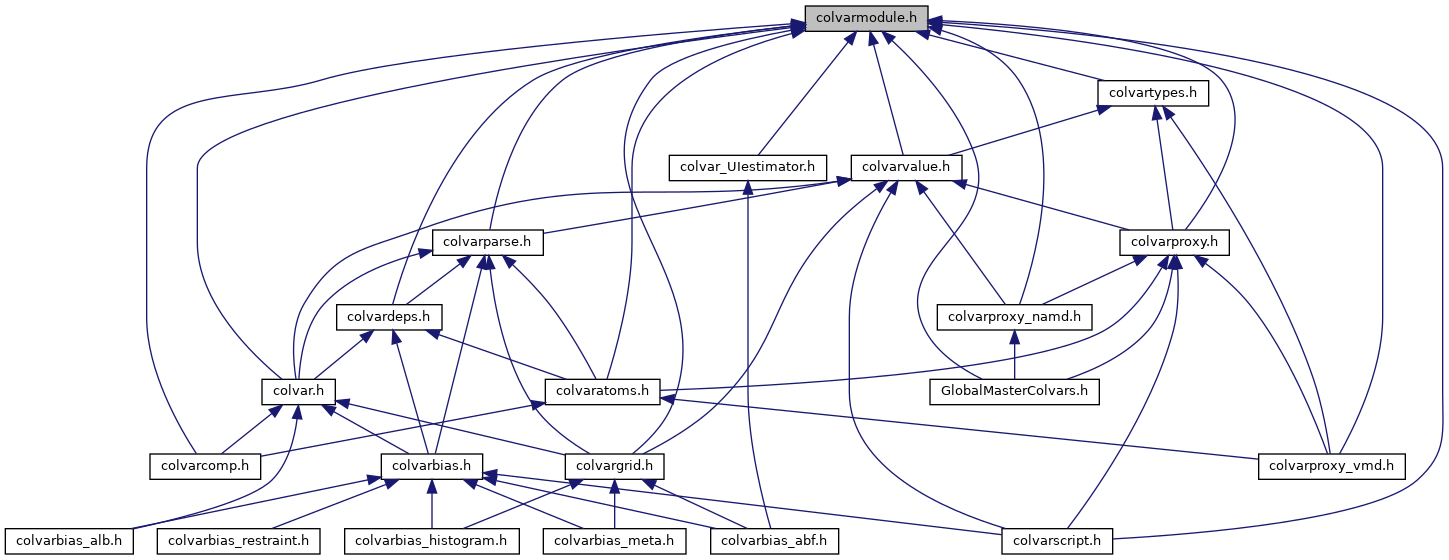 colvarmodule.h
colvartypes.h
colvar_UIestimator.h
colvarvalue.h
colvarparse.h
colvarproxy.h
colvardeps.h
colvarproxy_namd.h
colvar.h
colvaratoms.h
GlobalMasterColvars.h
colvarcomp.h
colvarbias.h
colvargrid.h
colvarproxy_vmd.h
colvarbias_alb.h
colvarbias_restraint.h
colvarbias_histogram.h
colvarbias_meta.h
colvarbias_abf.h
colvarscript.h